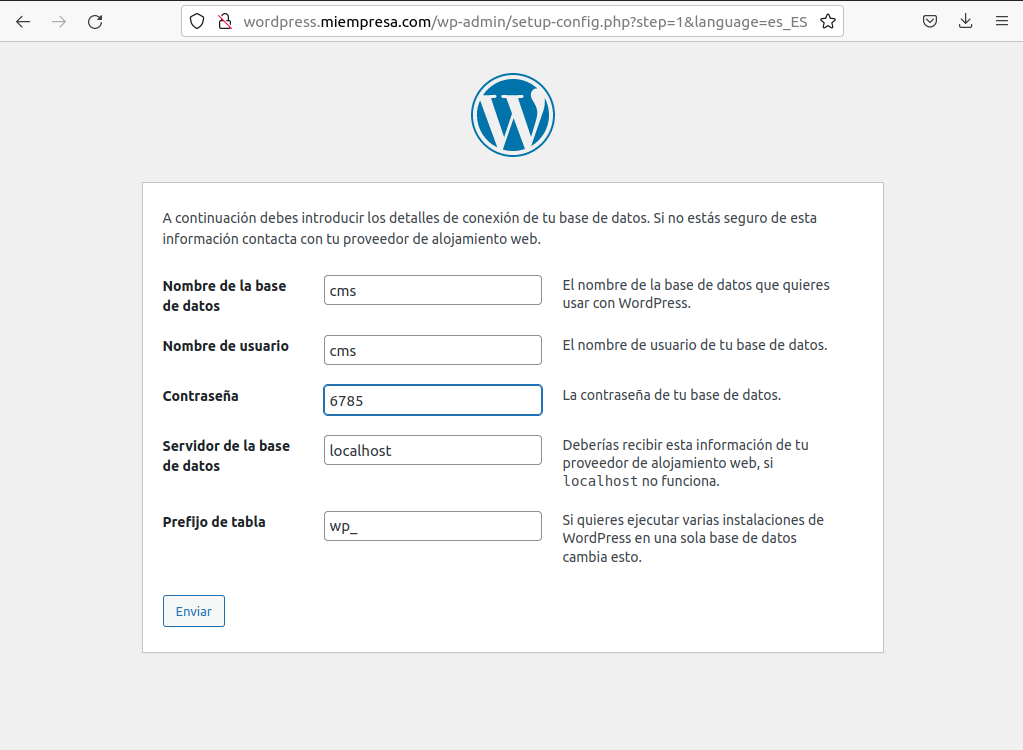 wordpress.miempresa.com/wp-admin/setup-config.php?step=1&language=es_ES
A continuación debes introducir los detalles de conexión de tu base de datos. Si no estás seguro de esta
información contacta con tu proveedor de alojamiento web.
Nombre de la base
de datos
cms
El nombre de la base de datos que quieres
usar con WordPress.
Nombre de usuario
cms
El nombre de usuario de tu base de datos.
Contraseña
6785
La contraseña de tu base de datos.
Servidor de la base
de datos
localhost
Deberías recibir esta información de tu
proveedor de alojamiento web, si
localhost no funciona.
Prefijo de tabla
wp_
Si quieres ejecutar varias instalaciones de
WordPress en una sola base de datos
cambia esto.
Enviar